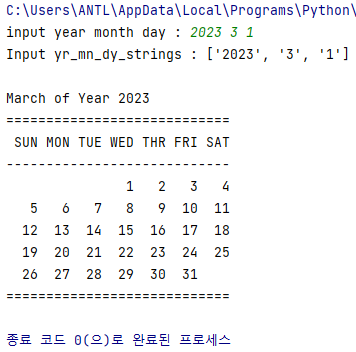 C:\Users\ANTL\AppData\Local\Programs\Python\
input year month day : 2023 3 1
Input yr_mn_dy_strings : ['2023', '3', '1']
March of Year 2023
============================
SUN MON TUE WED THR FRI SAT
----------------------------
1 2 3 4
5 6 7 8 9 10 11
12 13 14 15 16 17 18
19 20 21 22 23 24 25
26 27 28 29 30 31
============================
종료 코드 0(으)로 완료된 프로세스